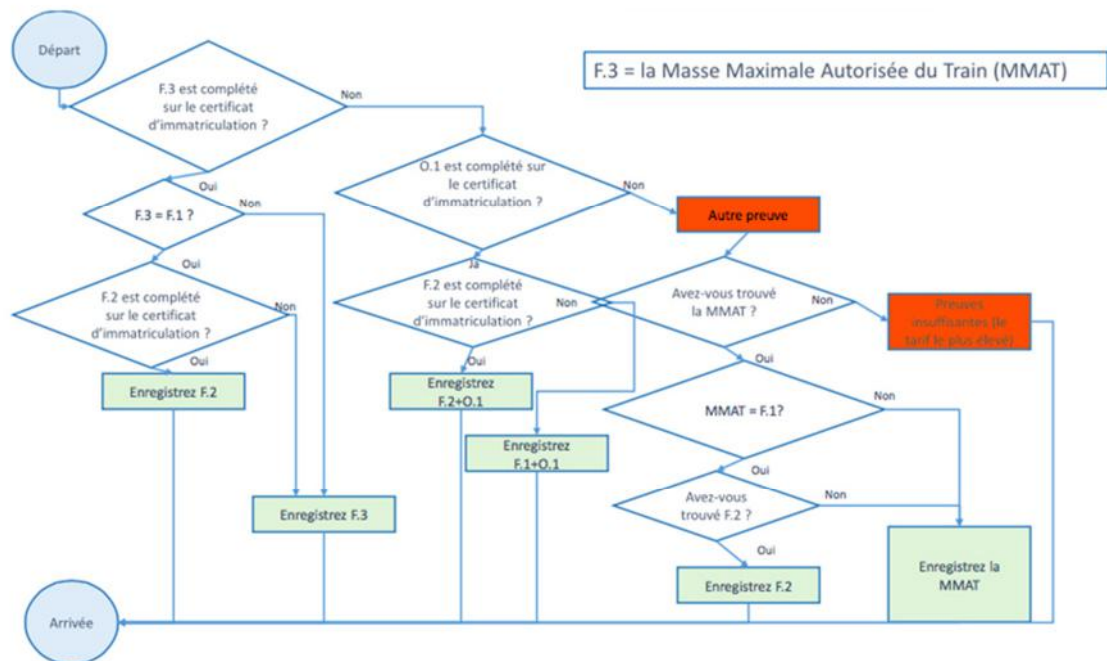 Départ
F.3 = la Masse Maximale Autorisée du Train (MMAT)
F.3 est complété
sur le certificat
d'immatriculation ?
Non
O.1 est complété sur
le certificat
d'immatriculation ?
Non
Oui
F.3 = F.1 ?
Non
Autre preuve
Oui
Ja
F.2 est complété
sur le certificat
d'immatriculation ?
Non
F.2 est complété
sur le certificat
d'immatriculation ?
Non
Avez-vous trouvé
la MMAT ?
Non
Preuves
insuffisantes (le
tarif le plus élevé)
Oui
Oui
Oui
Enregistrez F.2
Enregistrez
F.2+O.1
MMAT = F.1?
Non
Enregistrez
F.1+O.1
Oui
Avez-vous
trouvé F.2 ?
Non
Enregistrez F.3
Oui
Enregistrez la
MMAT
Enregistrez F.2
Arrivée